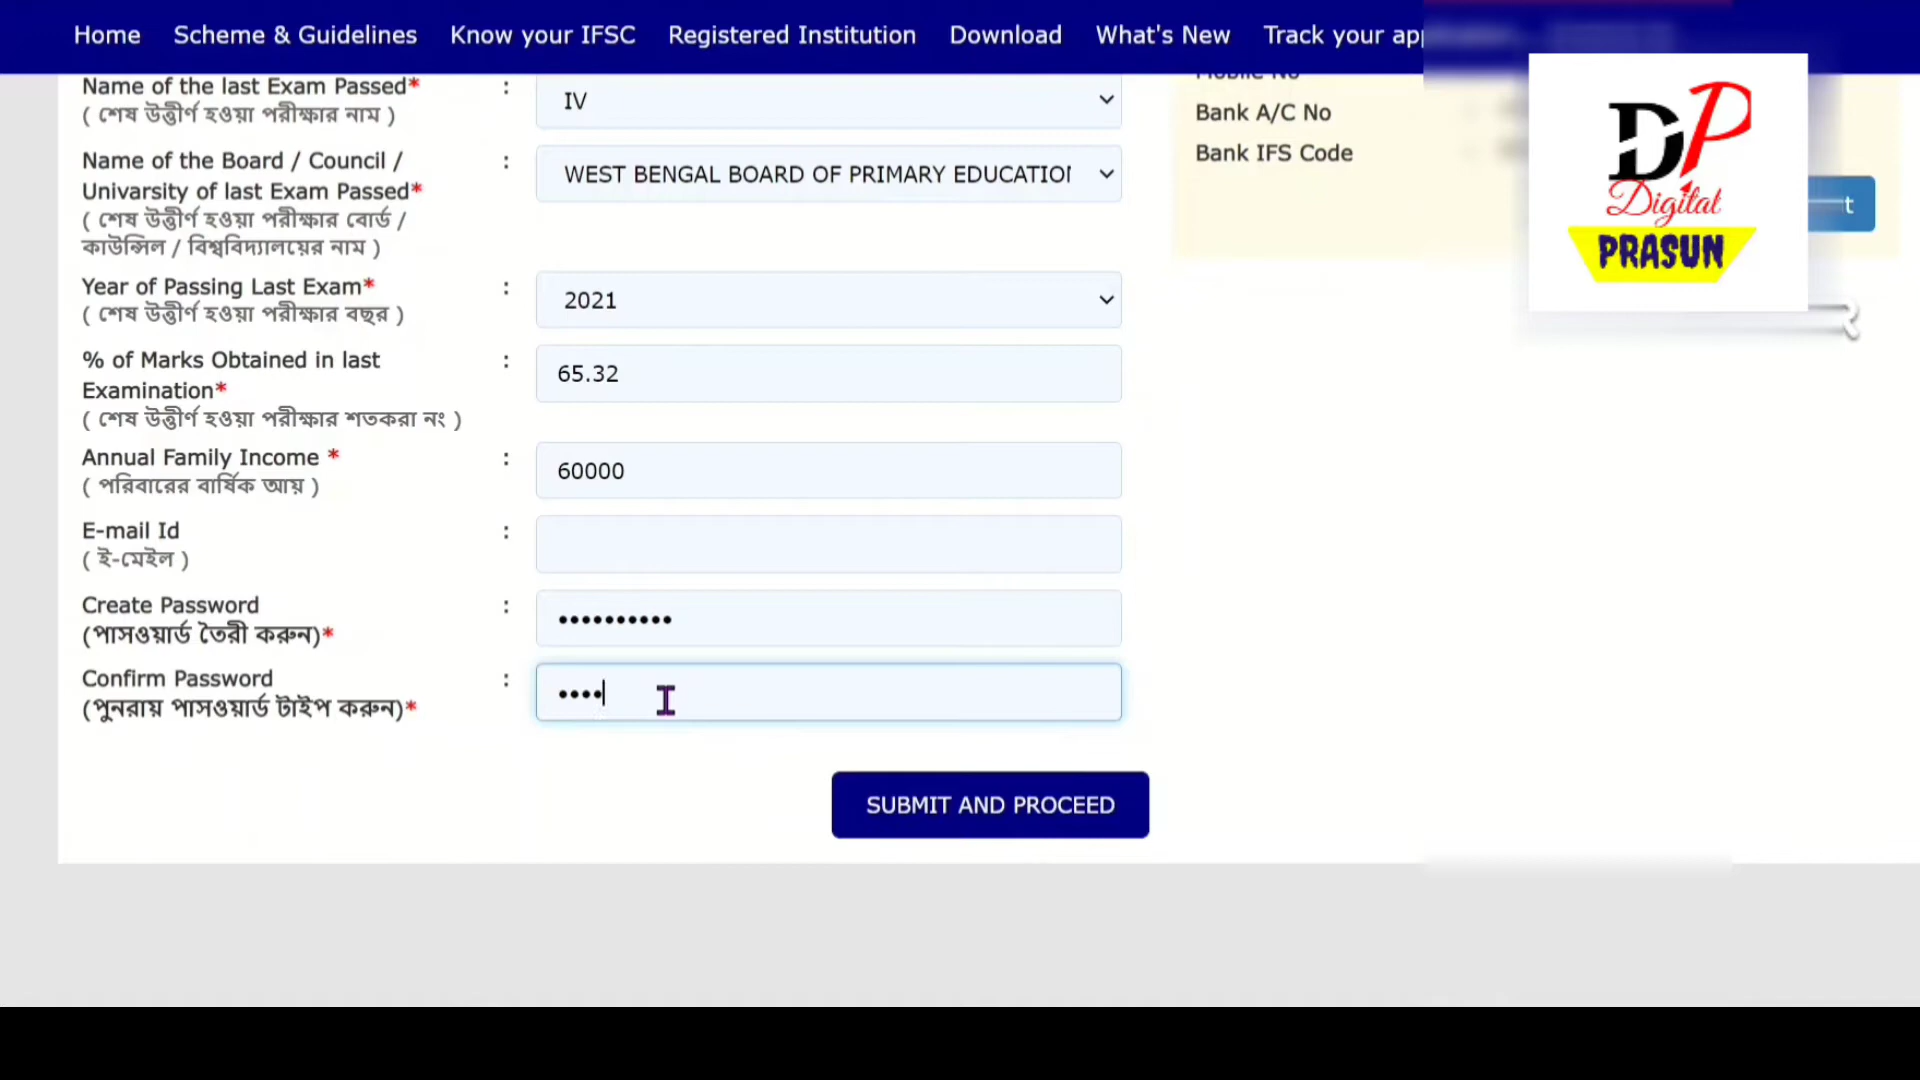 Home Scheme & Guidelines Know your IFSC Registered Institution Download What's New Track your
Name of the last Exam Passed* : IV
( শেষ উত্তীর্ণ হওয়া পরীক্ষার নাম )
Mobile No
Bank A/C No
Bank IFS Code
Name of the Board / Council / : WEST BENGAL BOARD OF PRIMARY
Univarsity of last Exam Passed*
( শেষ উত্তীর্ণ হওয়া পরীক্ষার বোর্ড /
কাউন্সিল / বিশ্ববিদ্যালয়ের নাম )
DP
Digital
PRASUN
Year of Passing Last Exam* : 2021
( শেষ উত্তীর্ণ হওয়া পরীক্ষার বছর )
% of Marks Obtained in last : 65.32
Examination*
( শেষ উত্তীর্ণ হওয়া পরীক্ষার শতকরা নং )
Annual Family Income * : 60000
( পরিবারের বার্ষিক আয় )
E-mail Id :
( ই-মেইল )
Create Password : ••••••••••
(পাসওয়ার্ড তৈরী করুন)*
Confirm Password : ••••
(পুনরায় পাসওয়ার্ড টাইপ করুন)*
SUBMIT AND PROCEED